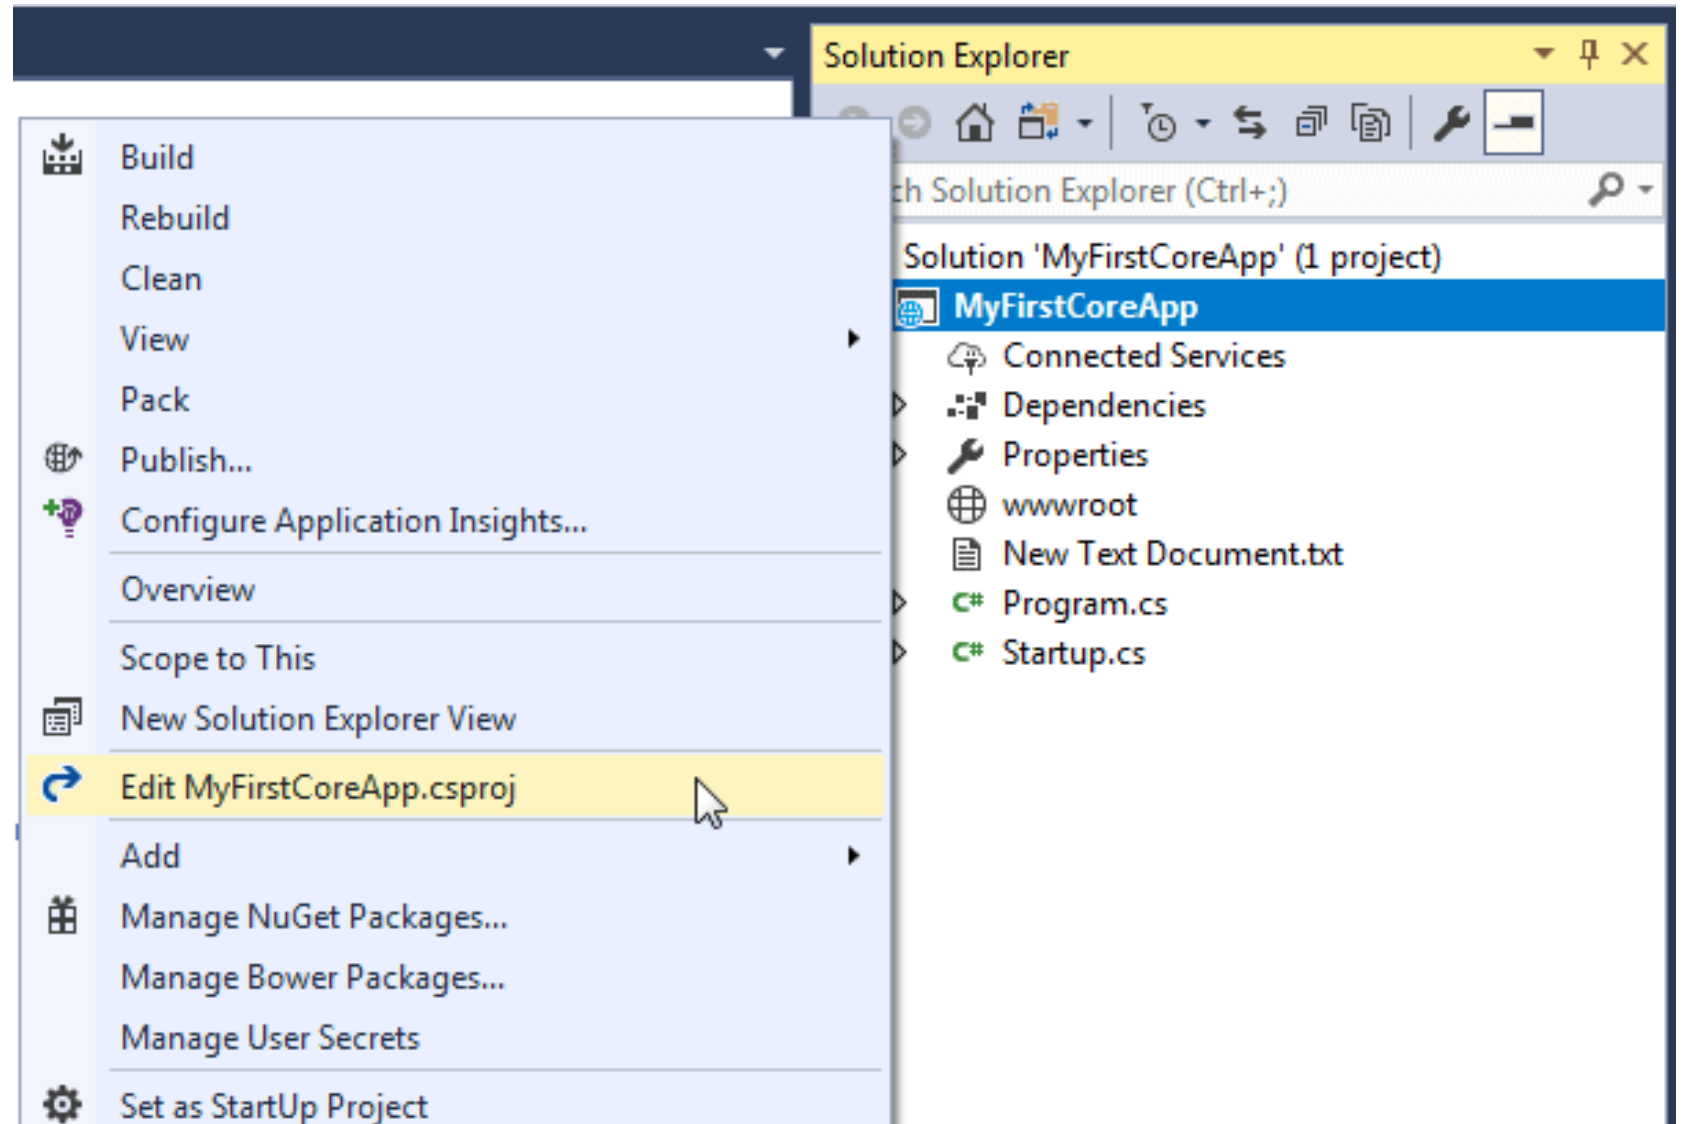 Solution Explorer
Solution Explorer (Ctrl+;)
Solution 'MyFirstCoreApp' (1 project)
MyFirstCoreApp
Connected Services
Dependencies
Properties
wwwroot
New Text Document.txt
C# Program.cs
C# Startup.cs
Build
Rebuild
Clean
View
Pack
Publish...
Configure Application Insights...
Overview
Scope to This
New Solution Explorer View
Edit MyFirstCoreApp.csproj
Add
Manage NuGet Packages...
Manage Bower Packages...
Manage User Secrets
Set as StartUp Project